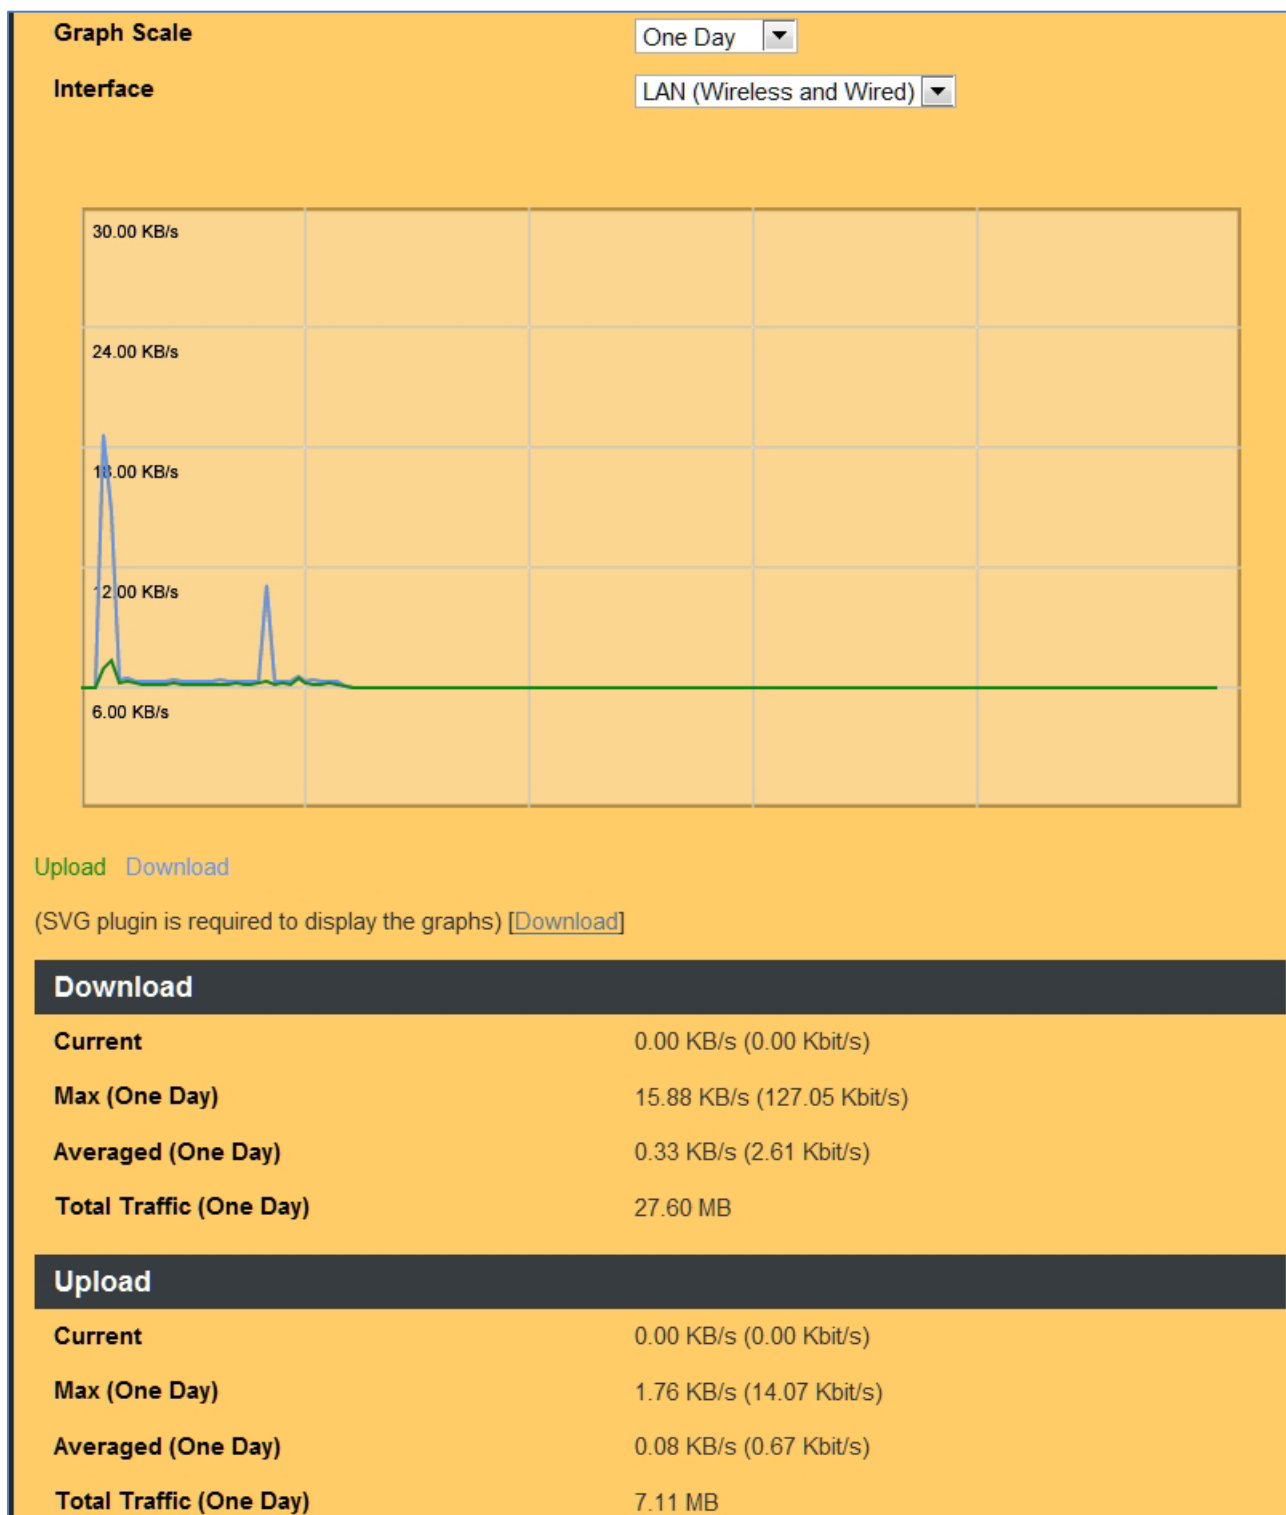 Graph Scale One Day
Interface LAN (Wireless and Wired)
30.00 KB/s
24.00 KB/s
18.00 KB/s
12.00 KB/s
6.00 KB/s
Upload Download
(SVG plugin is required to display the graphs) [Download]
Download
Current 0.00 KB/s (0.00 Kbit/s)
Max (One Day) 15.88 KB/s (127.05 Kbit/s)
Averaged (One Day) 0.33 KB/s (2.61 Kbit/s)
Total Traffic (One Day) 27.60 MB
Upload
Current 0.00 KB/s (0.00 Kbit/s)
Max (One Day) 1.76 KB/s (14.07 Kbit/s)
Averaged (One Day) 0.08 KB/s (0.67 Kbit/s)
Total Traffic (One Day) 7.11 MB